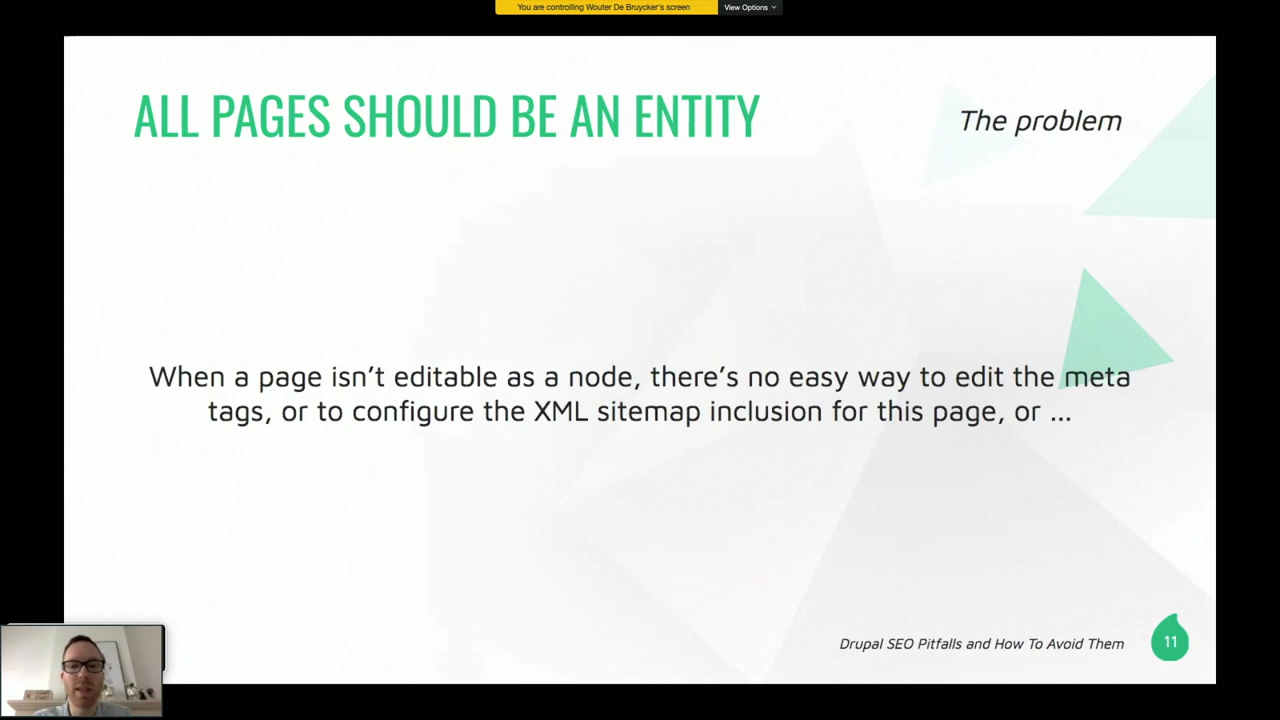 You are controlling Wouter De Bruycker's screen
View Options
ALL PAGES SHOULD BE AN ENTITY
The problem
When a page isn't editable as a node, there's no easy way to edit the meta
tags, or to configure the XML sitemap inclusion for this page, or ...
Drupal SEO Pitfalls and How To Avoid Them
11